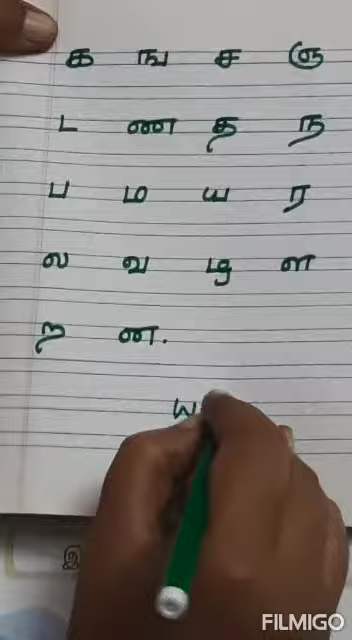 க ங ச ஞ
ட ண த ந
ப ம ய ர
ல வ ழ ள
ற ன.
FILMIGO